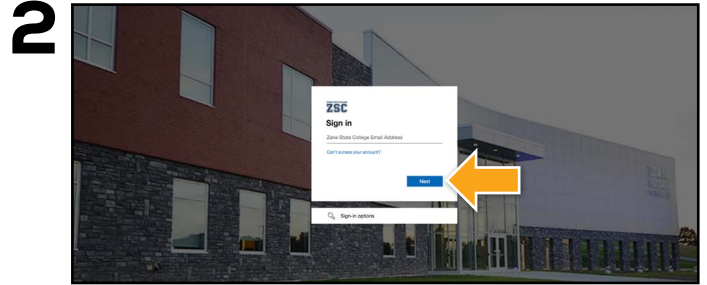 2
ZSC
Sign in
Zane State College Email Address
Can't access your account?
Next
Sign-in options